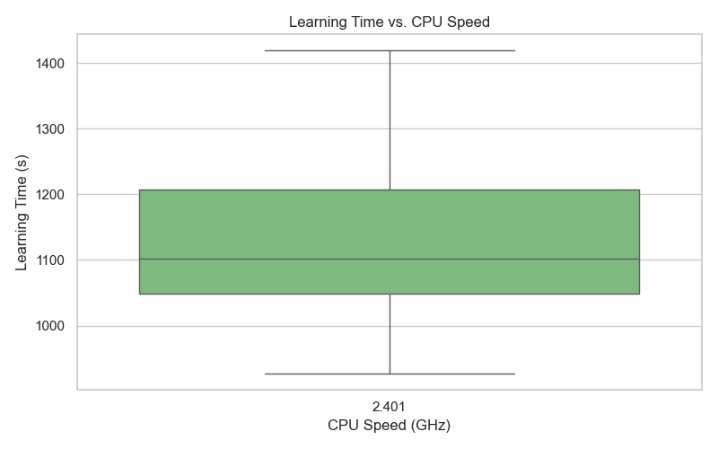 Learning Time vs. CPU Speed
1400
1300
1200
1100
1000
Learning Time (s)
2.401
CPU Speed (GHz)